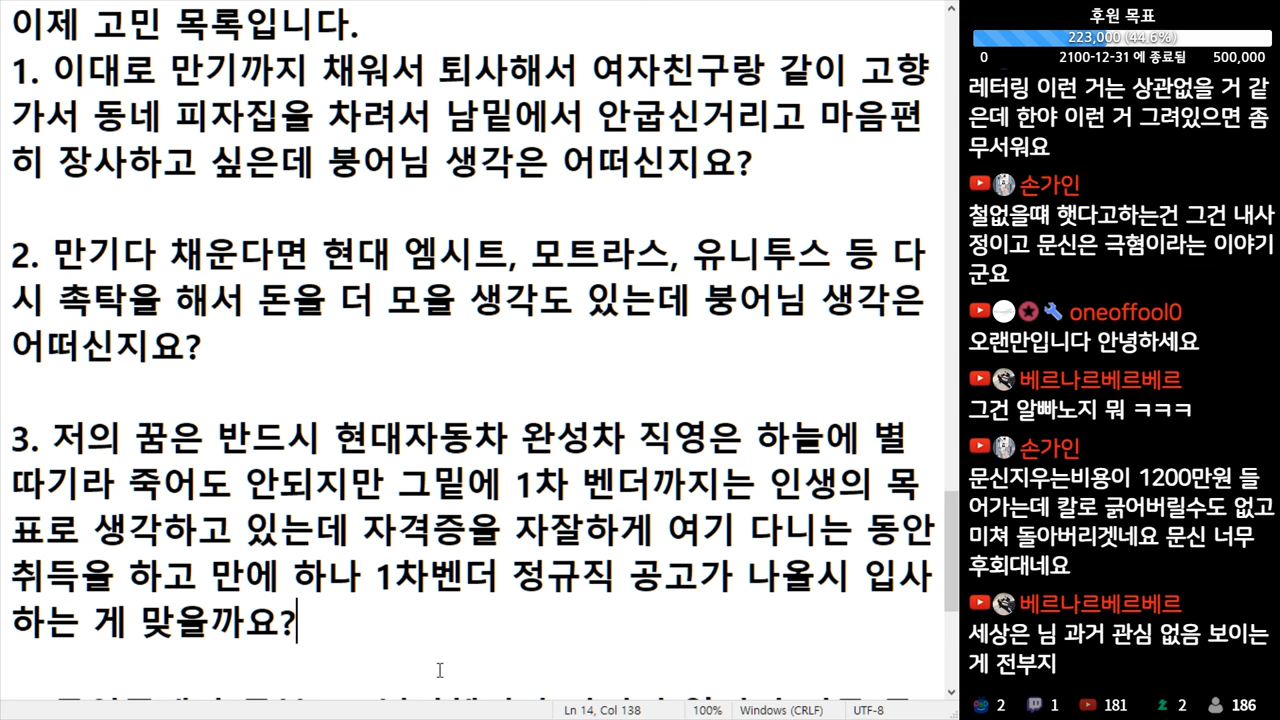 이제 고민 목록입니다.
1. 이대로 만기까지 채워서 퇴사해서 여자친구랑 같이 고향
가서 동네 피자집을 차려서 남밑에서 안굽신거리고 마음편
히 장사하고 싶은데 붕어님 생각은 어떠신지요?
2. 만기다 채운다면 현대 엠시트, 모트라스, 유니투스 등 다
시 촉탁을 해서 돈을 더 모을 생각도 있는데 붕어님 생각은
어떠신지요?
3. 저의 꿈은 반드시 현대자동차 완성차 직영은 하늘에 별
따기라 죽어도 안되지만 그밑에 1차 벤더까지는 인생의 목
표로 생각하고 있는데 자격증을 자잘하게 여기 다니는 동안
취득을 하고 만에 하나 1차벤더 정규직 공고가 나올시 입사
하는 게 맞을까요?
Ln 14, Col 138
100%
Windows (CRLF)
UTF-8
후원 목표
223,000 (44.6%)
0
2100-12-31 에 종료됨
500,000
레터링 이런 거는 상관없을 거 같
은데 한야 이런 거 그려있으면 좀
무서워요
손가인
철없을떄 햇다고하는건 그건 내사
정이고 문신은 극혐이라는 이야기
군요
oneoffool0
오랜만입니다 안녕하세요
베르나르베르베르
그건 알빠노지 뭐 ㅋㅋㅋ
손가인
문신지우는비용이 1200만원 들
어가는데 칼로 긁어버릴수도 없고
미쳐 돌아버리겟네요 문신 너무
후회대네요
베르나르베르베르
세상은 님 과거 관심 없음 보이는
게 전부지
2
1
181
2
186